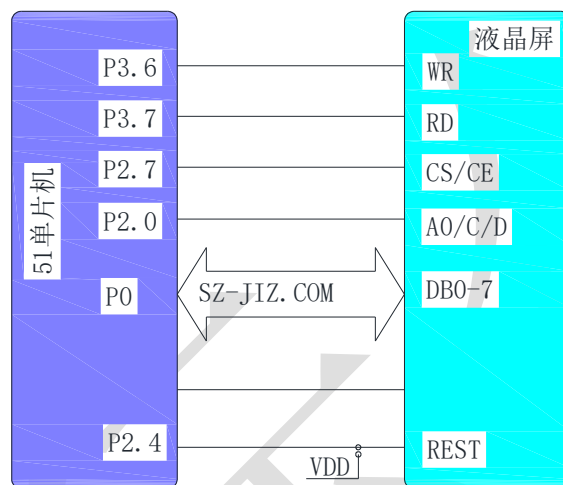 液晶屏
P3.6
WR
P3.7
RD
P2.7
CS/CE
51单片机
P2.0
A0/C/D
P0
SZ-JIZ.COM
DB0-7
P2.4
REST
VDD